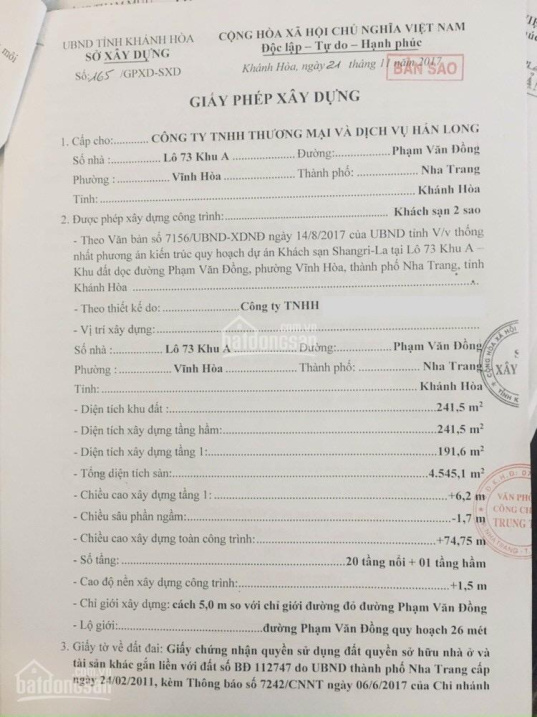 UBND TỈNH KHÁNH HÒA
SỞ XÂY DỰNG
Số: 165 /GPXD-SXD
CỘNG HÒA XÃ HỘI CHỦ NGHĨA VIỆT NAM
Độc lập – Tự do – Hạnh phúc
Khánh Hòa, ngày 21 tháng 11 năm 2017
BẢN SAO
GIẤY PHÉP XÂY DỰNG
1. Cấp cho:........... CÔNG TY TNHH THƯƠNG MẠI VÀ DỊCH VỤ HÁN LONG
Số nhà : ............... Lô 73 Khu A ............... Đường: ............... Phạm Văn Đồng
Phường : ............... Vĩnh Hòa ............... Thành phố: ............... Nha Trang
Tỉnh: ............... Khánh Hòa
2. Được phép xây dựng công trình: ............... Khách sạn 2 sao
- Theo Văn bản số 7156/UBND-XDNĐ ngày 14/8/2017 của UBND tỉnh V/v thống
nhất phương án kiến trúc quy hoạch dự án Khách sạn Shangri-La tại Lô 73 Khu A –
Khu đất dọc đường Phạm Văn Đồng, phường Vĩnh Hòa, thành phố Nha Trang, tỉnh
Khánh Hòa ...............
- Theo thiết kế do: ............... Công ty TNHH
- Vị trí xây dựng: ...............
Số nhà : ............... Lô 73 Khu A ............... Đường: ............... Phạm Văn Đồng
Phường : ............... Vĩnh Hòa ............... Thành phố: ............... Nha Trang
Tỉnh: ............... Khánh Hòa
- Diện tích khu đất : ............... 241,5 m²
- Diện tích xây dựng tầng hầm: ............... 241,5 m²
- Diện tích xây dựng tầng 1: ............... 191,6 m²
- Tổng diện tích sàn: ............... 4.545,1 m²
- Chiều cao xây dựng tầng 1: ............... +6,2 m
- Chiều sâu phần ngầm: ............... -1,7 m
- Chiều cao xây dựng toàn công trình: ............... +74,75 m
- Số tầng: ............... 20 tầng nổi + 01 tầng hầm
- Cao độ nền xây dựng công trình: ............... +1,5 m
- Chỉ giới xây dựng: cách 5,0 m so với chỉ giới đường đỏ đường Phạm Văn Đồng
- Lộ giới: ............... đường Phạm Văn Đồng quy hoạch 26 mét
3. Giấy tờ về đất đai: Giấy chứng nhận quyền sử dụng đất quyền sở hữu nhà ở và
tài sản khác gắn liền với đất số BĐ 112747 do UBND thành phố Nha Trang cấp
ngày 24/02/2011, kèm Thông báo số 7242/CNNT ngày 06/6/2017 của Chi nhánh
batdongsan
.com.vn
XÂY
VĂN PHÒ
CÔNG CH
TRUNG T
batdongsan